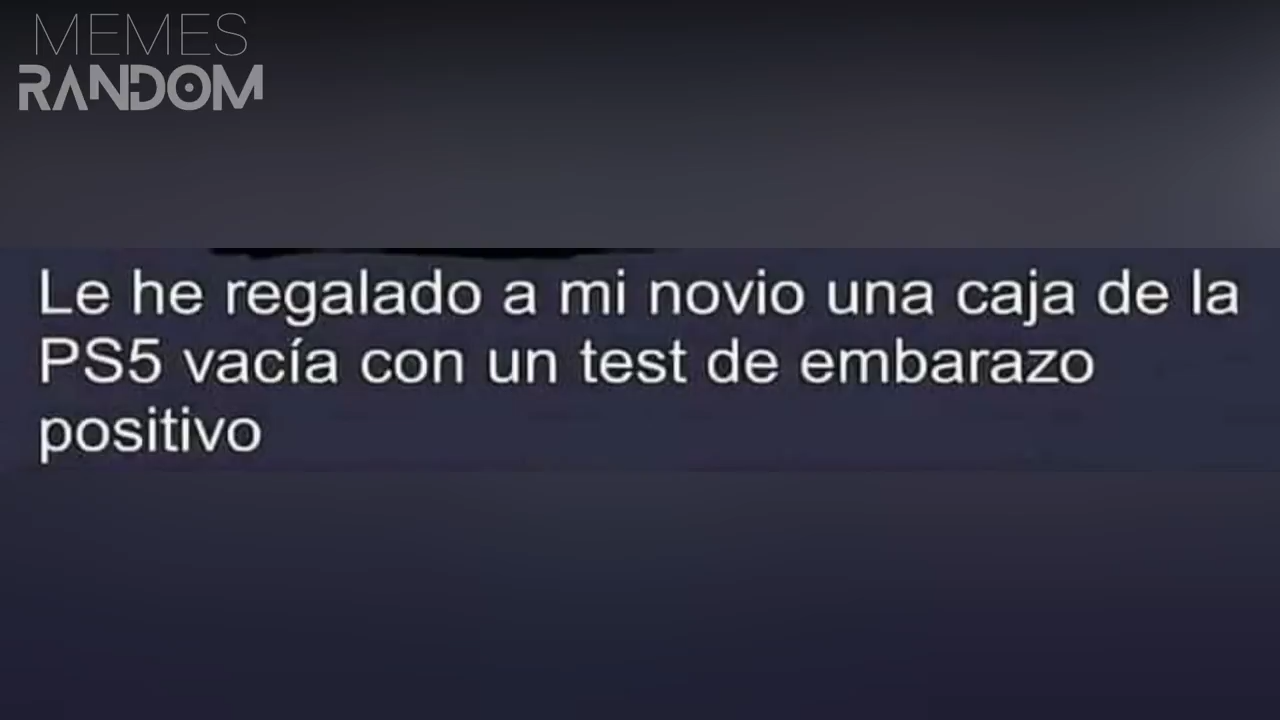 MEMES
RANDOM
Le he regalado a mi novio una caja de la
PS5 vacía con un test de embarazo
positivo